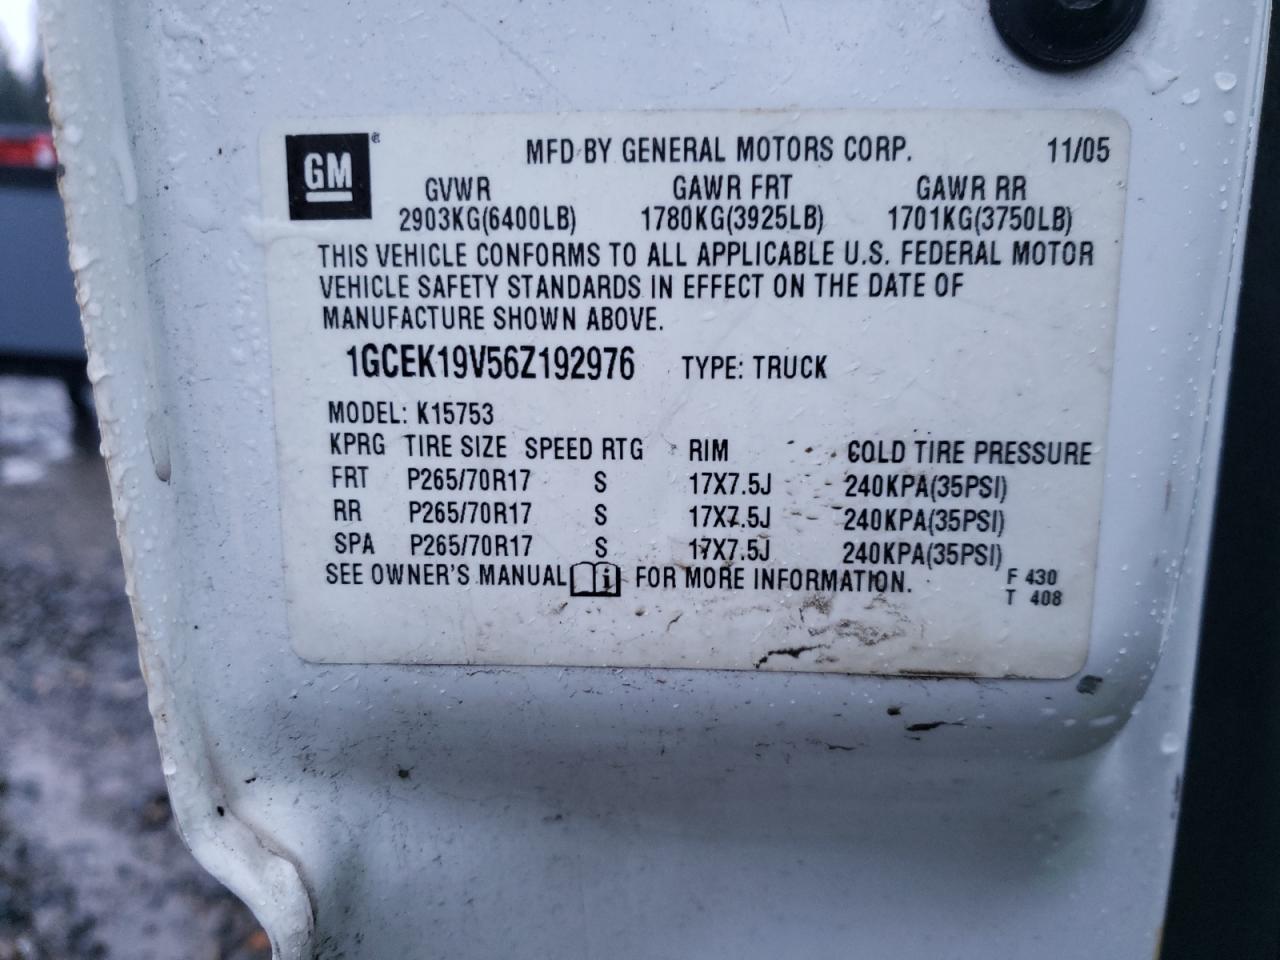 GM® MFD BY GENERAL MOTORS CORP. 11/05
GVWR GAWR FRT GAWR RR
2903KG(6400LB) 1780KG(3925LB) 1701KG(3750LB)
THIS VEHICLE CONFORMS TO ALL APPLICABLE U.S. FEDERAL MOTOR
VEHICLE SAFETY STANDARDS IN EFFECT ON THE DATE OF
MANUFACTURE SHOWN ABOVE.
1GCEK19V56Z192976 TYPE: TRUCK
MODEL: K15753
KPRG TIRE SIZE SPEED RTG RIM COLD TIRE PRESSURE
FRT P265/70R17 S 17X7.5J 240KPA(35PSI)
RR P265/70R17 S 17X7.5J 240KPA(35PSI)
SPA P265/70R17 S 17X7.5J 240KPA(35PSI)
SEE OWNER'S MANUAL i FOR MORE INFORMATION. F 430
T 408